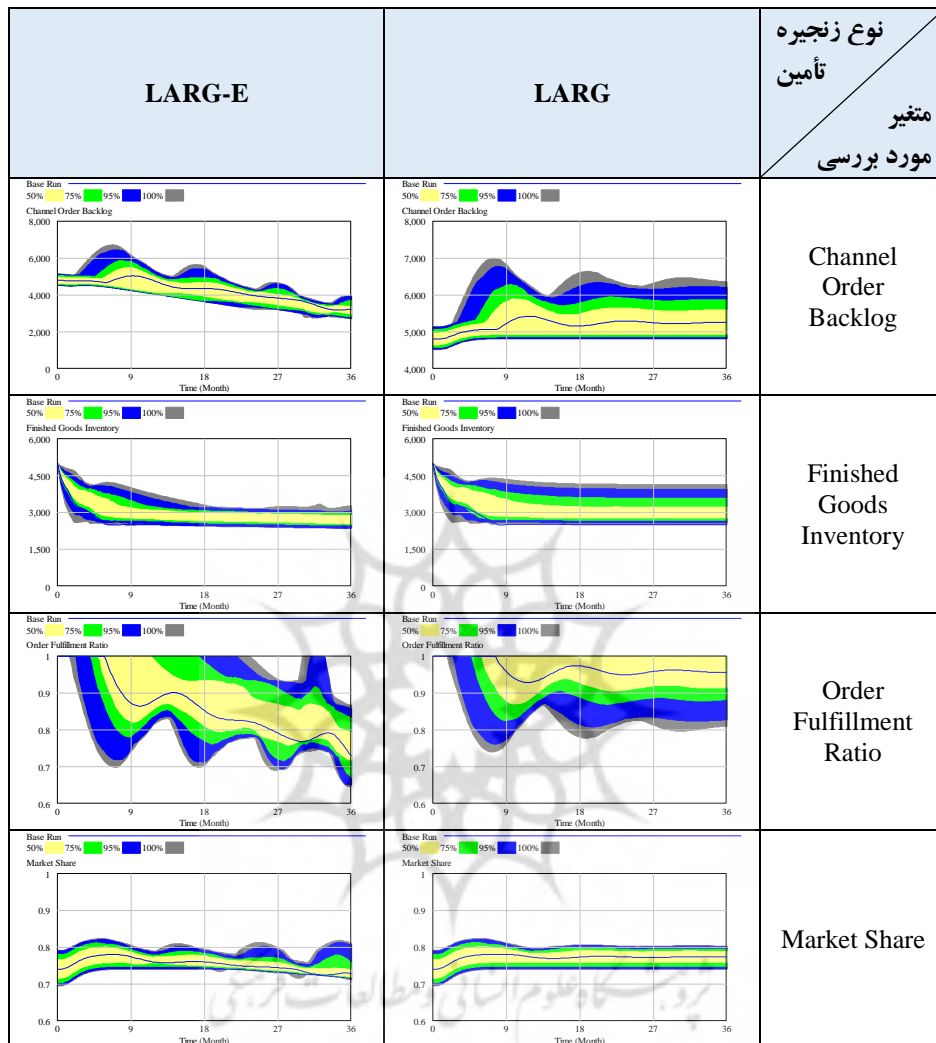 LARG-E
LARG
نوع زنجیره
تأمین
متغیر
مورد بررسی
Base Run
50% 75% 95% 100%
Channel Order Backlog
8,000
6,000
4,000
2,000
0
0 9 18 27 36
Time (Month)
Base Run
50% 75% 95% 100%
Channel Order Backlog
8,000
7,000
6,000
5,000
4,000
0 9 18 27 36
Time (Month)
Channel
Order
Backlog
Base Run
50% 75% 95% 100%
Finished Goods Inventory
6,000
4,500
3,000
1,500
0
0 9 18 27 36
Time (Month)
Base Run
50% 75% 95% 100%
Finished Goods Inventory
6,000
4,500
3,000
1,500
0
0 9 18 27 36
Time (Month)
Finished
Goods
Inventory
Base Run
50% 75% 95% 100%
Order Fulfillment Ratio
1
0.9
0.8
0.7
0.6
0 9 18 27 36
Time (Month)
Base Run
50% 75% 95% 100%
Order Fulfillment Ratio
1
0.9
0.8
0.7
0.6
0 9 18 27 36
Time (Month)
Order
Fulfillment
Ratio
Base Run
50% 75% 95% 100%
Market Share
1
0.9
0.8
0.7
0.6
0 9 18 27 36
Time (Month)
Base Run
50% 75% 95% 100%
Market Share
1
0.9
0.8
0.7
0.6
0 9 18 27 36
Time (Month)
Market Share
پژوهشگاه علوم انسانی و مطالعات فرهنگی